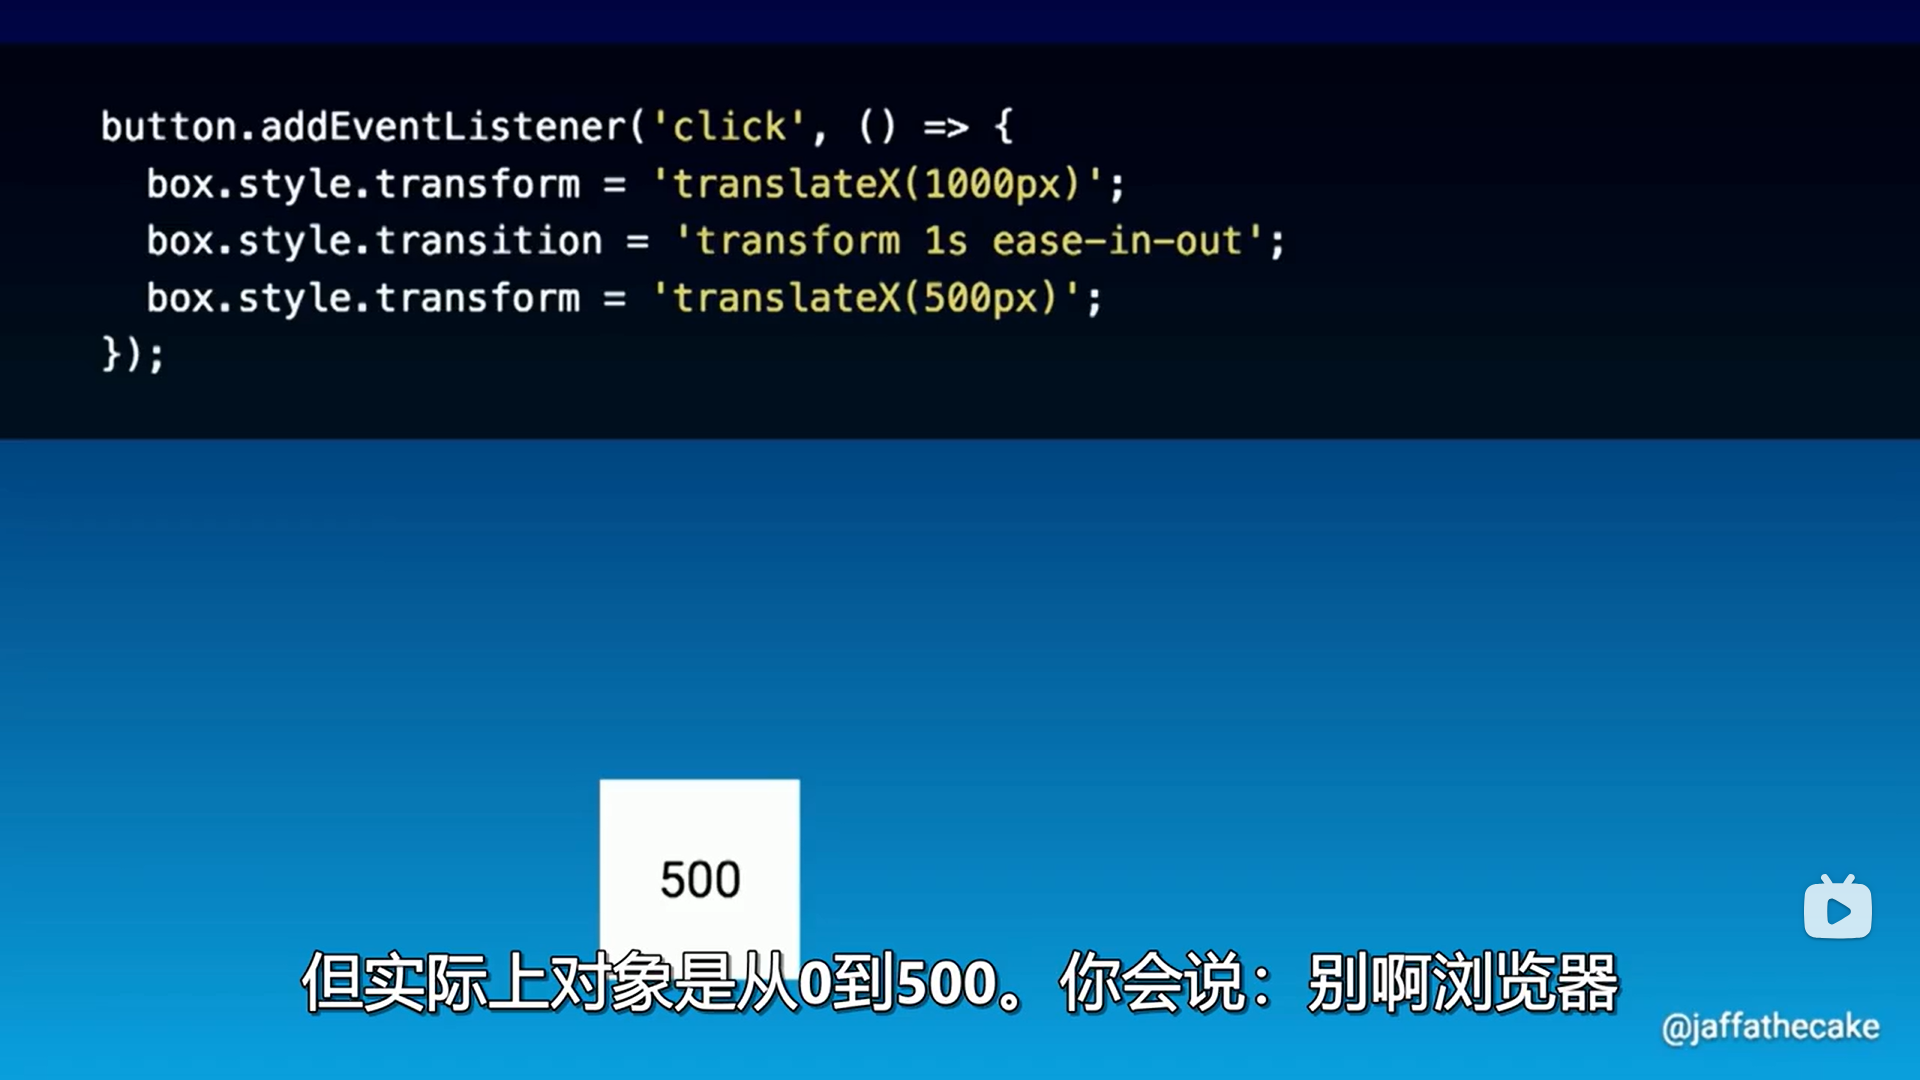 button.addEventListener('click', () => {
  box.style.transform = 'translateX(1000px)';
  box.style.transition = 'transform 1s ease-in-out';
  box.style.transform = 'translateX(500px)';
});
500
但实际上对象是从0到500。你会说：别啊浏览器
@jaffathecake